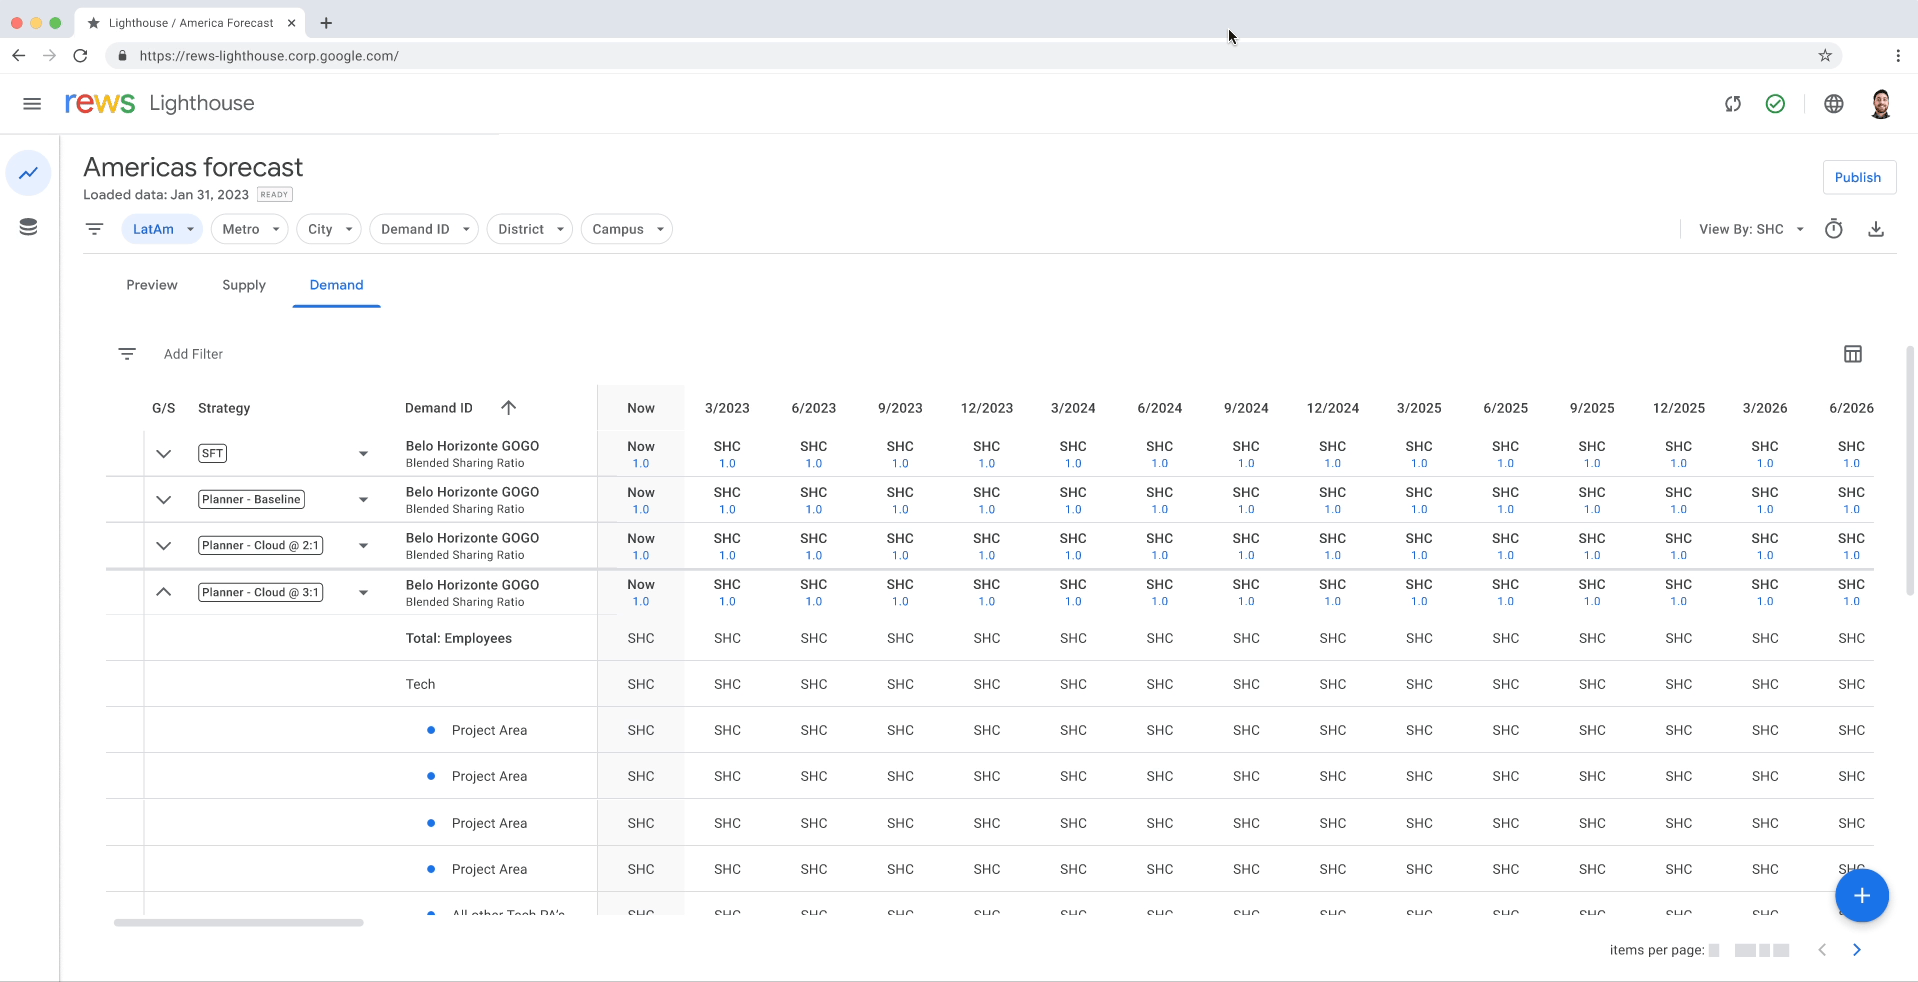 Lighthouse / America Forecast
https://rews-lighthouse.corp.google.com/
rews Lighthouse
Americas forecast
Loaded data: Jan 31, 2023 READY
Publish
LatAm Metro City Demand ID District Campus View By: SHC
Preview Supply Demand
Add Filter
G/S Strategy Demand ID Now 3/2023 6/2023 9/2023 12/2023 3/2024 6/2024 9/2024 12/2024 3/2025 6/2025 9/2025 12/2025 3/2026 6/2026
SFT Belo Horizonte GOGO Now SHC SHC SHC SHC SHC SHC SHC SHC SHC SHC SHC SHC SHC SHC
Blended Sharing Ratio 1.0 1.0 1.0 1.0 1.0 1.0 1.0 1.0 1.0 1.0 1.0 1.0 1.0 1.0 1.0
Planner - Baseline Belo Horizonte GOGO Now SHC SHC SHC SHC SHC SHC SHC SHC SHC SHC SHC SHC SHC SHC
Blended Sharing Ratio 1.0 1.0 1.0 1.0 1.0 1.0 1.0 1.0 1.0 1.0 1.0 1.0 1.0 1.0 1.0
Planner - Cloud @ 2:1 Belo Horizonte GOGO Now SHC SHC SHC SHC SHC SHC SHC SHC SHC SHC SHC SHC SHC SHC
Blended Sharing Ratio 1.0 1.0 1.0 1.0 1.0 1.0 1.0 1.0 1.0 1.0 1.0 1.0 1.0 1.0 1.0
Planner - Cloud @ 3:1 Belo Horizonte GOGO Now SHC SHC SHC SHC SHC SHC SHC SHC SHC SHC SHC SHC SHC SHC
Blended Sharing Ratio 1.0 1.0 1.0 1.0 1.0 1.0 1.0 1.0 1.0 1.0 1.0 1.0 1.0 1.0 1.0
Total: Employees SHC SHC SHC SHC SHC SHC SHC SHC SHC SHC SHC SHC SHC SHC SHC
Tech SHC SHC SHC SHC SHC SHC SHC SHC SHC SHC SHC SHC SHC SHC SHC
Project Area SHC SHC SHC SHC SHC SHC SHC SHC SHC SHC SHC SHC SHC SHC SHC
Project Area SHC SHC SHC SHC SHC SHC SHC SHC SHC SHC SHC SHC SHC SHC SHC
Project Area SHC SHC SHC SHC SHC SHC SHC SHC SHC SHC SHC SHC SHC SHC SHC
Project Area SHC SHC SHC SHC SHC SHC SHC SHC SHC SHC SHC SHC SHC SHC SHC
All other Tech PA's SHC SHC SHC SHC SHC SHC SHC SHC SHC SHC SHC SHC SHC SHC
items per page: